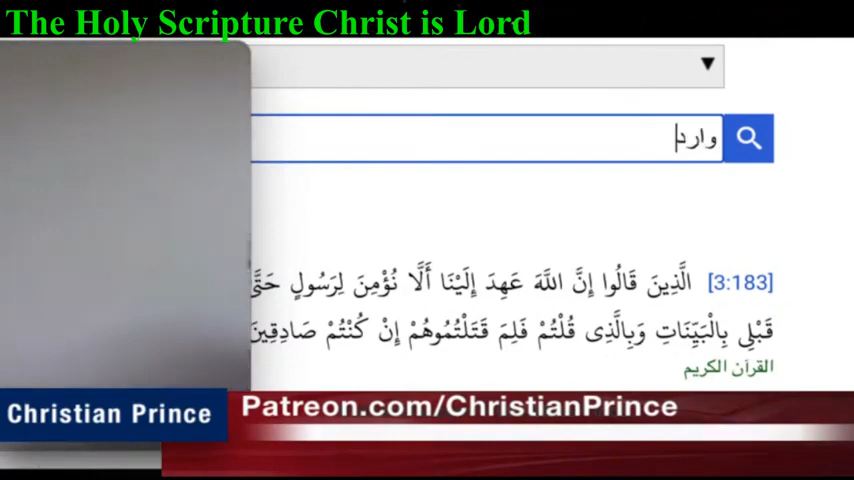 The Holy Scripture Christ is Lord
وارد
[3:183] الَّذِينَ قَالُوا إِنَّ اللَّهَ عَهِدَ إِلَيْنَا أَلَّا نُؤْمِنَ لِرَسُولٍ حَتَّى
قَبْلِي بِالْبَيِّنَاتِ وَبِالَّذِي قُلْتُمْ فَلِمَ قَتَلْتُمُوهُمْ إِنْ كُنْتُمْ صَادِقِينَ
القرآن الكريم
Christian Prince
Patreon.com/ChristianPrince